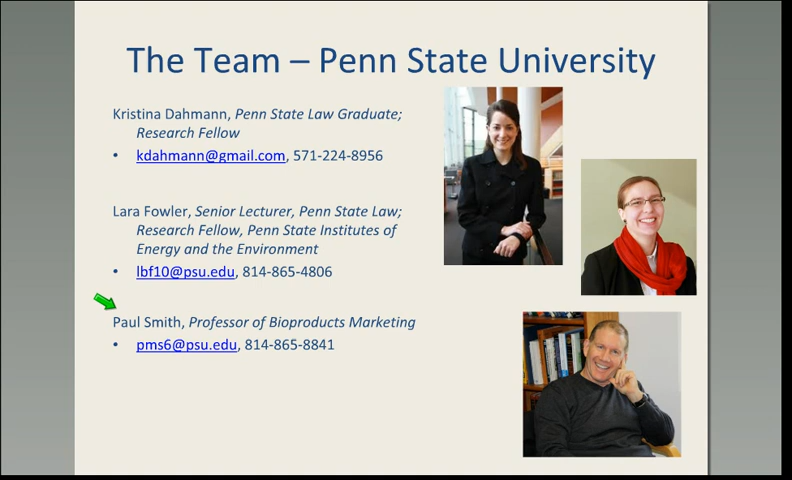 The Team – Penn State University
Kristina Dahmann, Penn State Law Graduate;
Research Fellow
• kdahmann@gmail.com, 571-224-8956
Lara Fowler, Senior Lecturer, Penn State Law;
Research Fellow, Penn State Institutes of
Energy and the Environment
• lbf10@psu.edu, 814-865-4806
Paul Smith, Professor of Bioproducts Marketing
• pms6@psu.edu, 814-865-8841